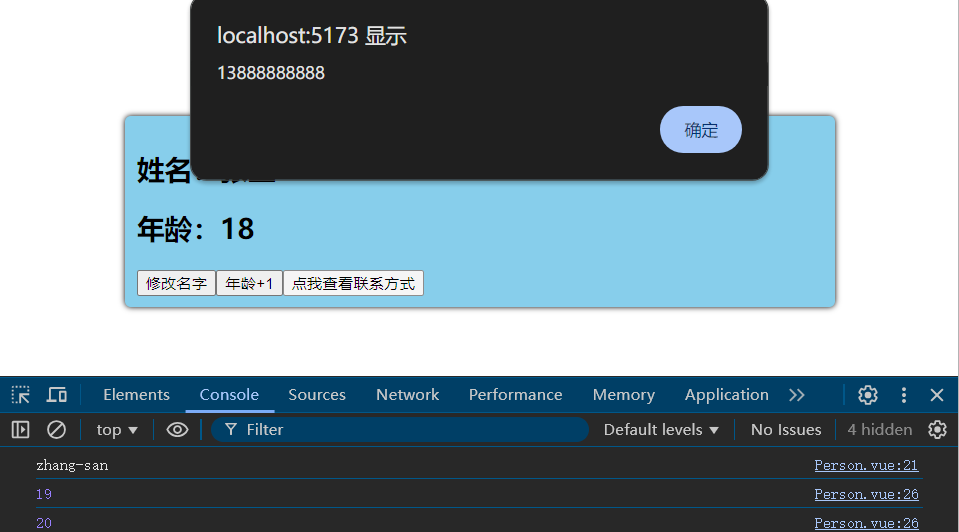 localhost:5173 显示
13888888888
确定
姓名
年龄：18
修改名字 年龄+1 点我查看联系方式
Elements Console Sources Network Performance Memory Application
top Filter Default levels No Issues 4 hidden
zhang-san Person.vue:21
19 Person.vue:26
20 Person.vue:26